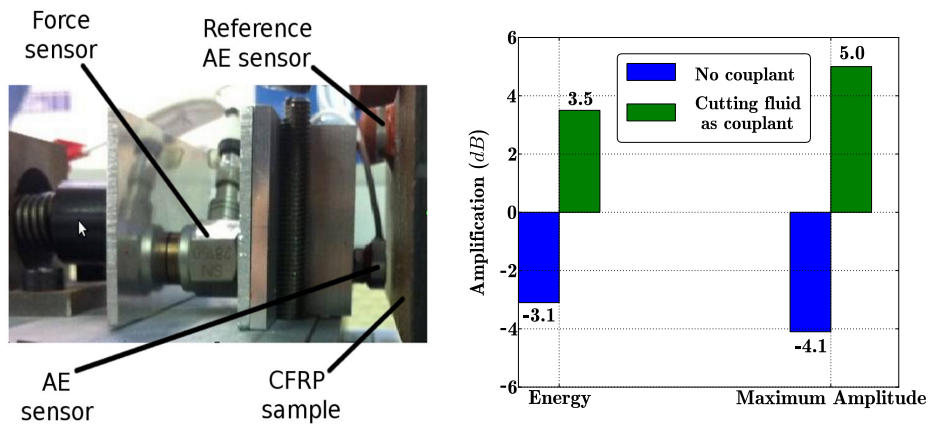 Force
sensor
Reference
AE sensor
AE
sensor
CFRP
sample
6
4
2
0
-2
-4
-6
Amplification (dB)
No couplant
Cutting fluid
as couplant
3.5
5.0
-3.1
-4.1
Energy
Maximum Amplitude